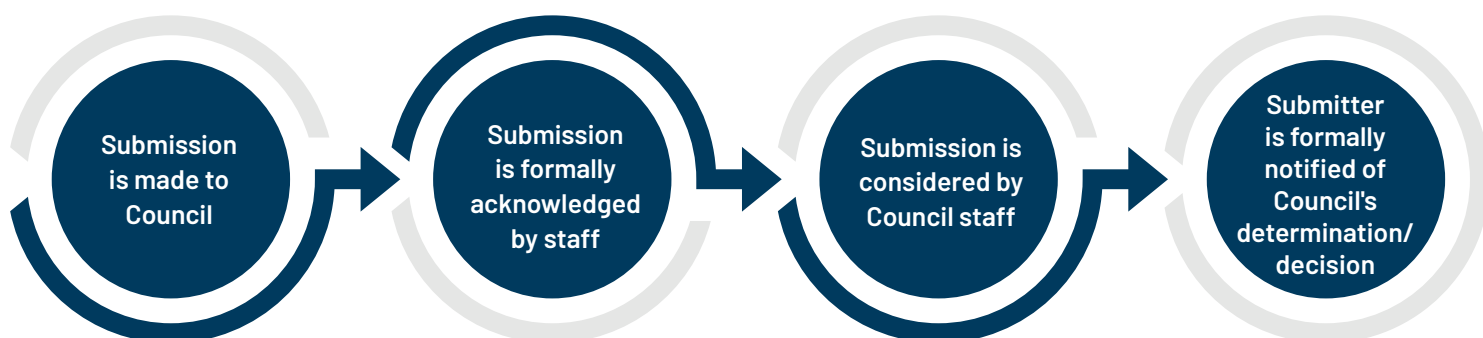 Submission
is made to
Council
Submission
is formally
acknowledged
by staff
Submission is
considered by
Council staff
Submitter
is formally
notified of
Council's
determination/
decision